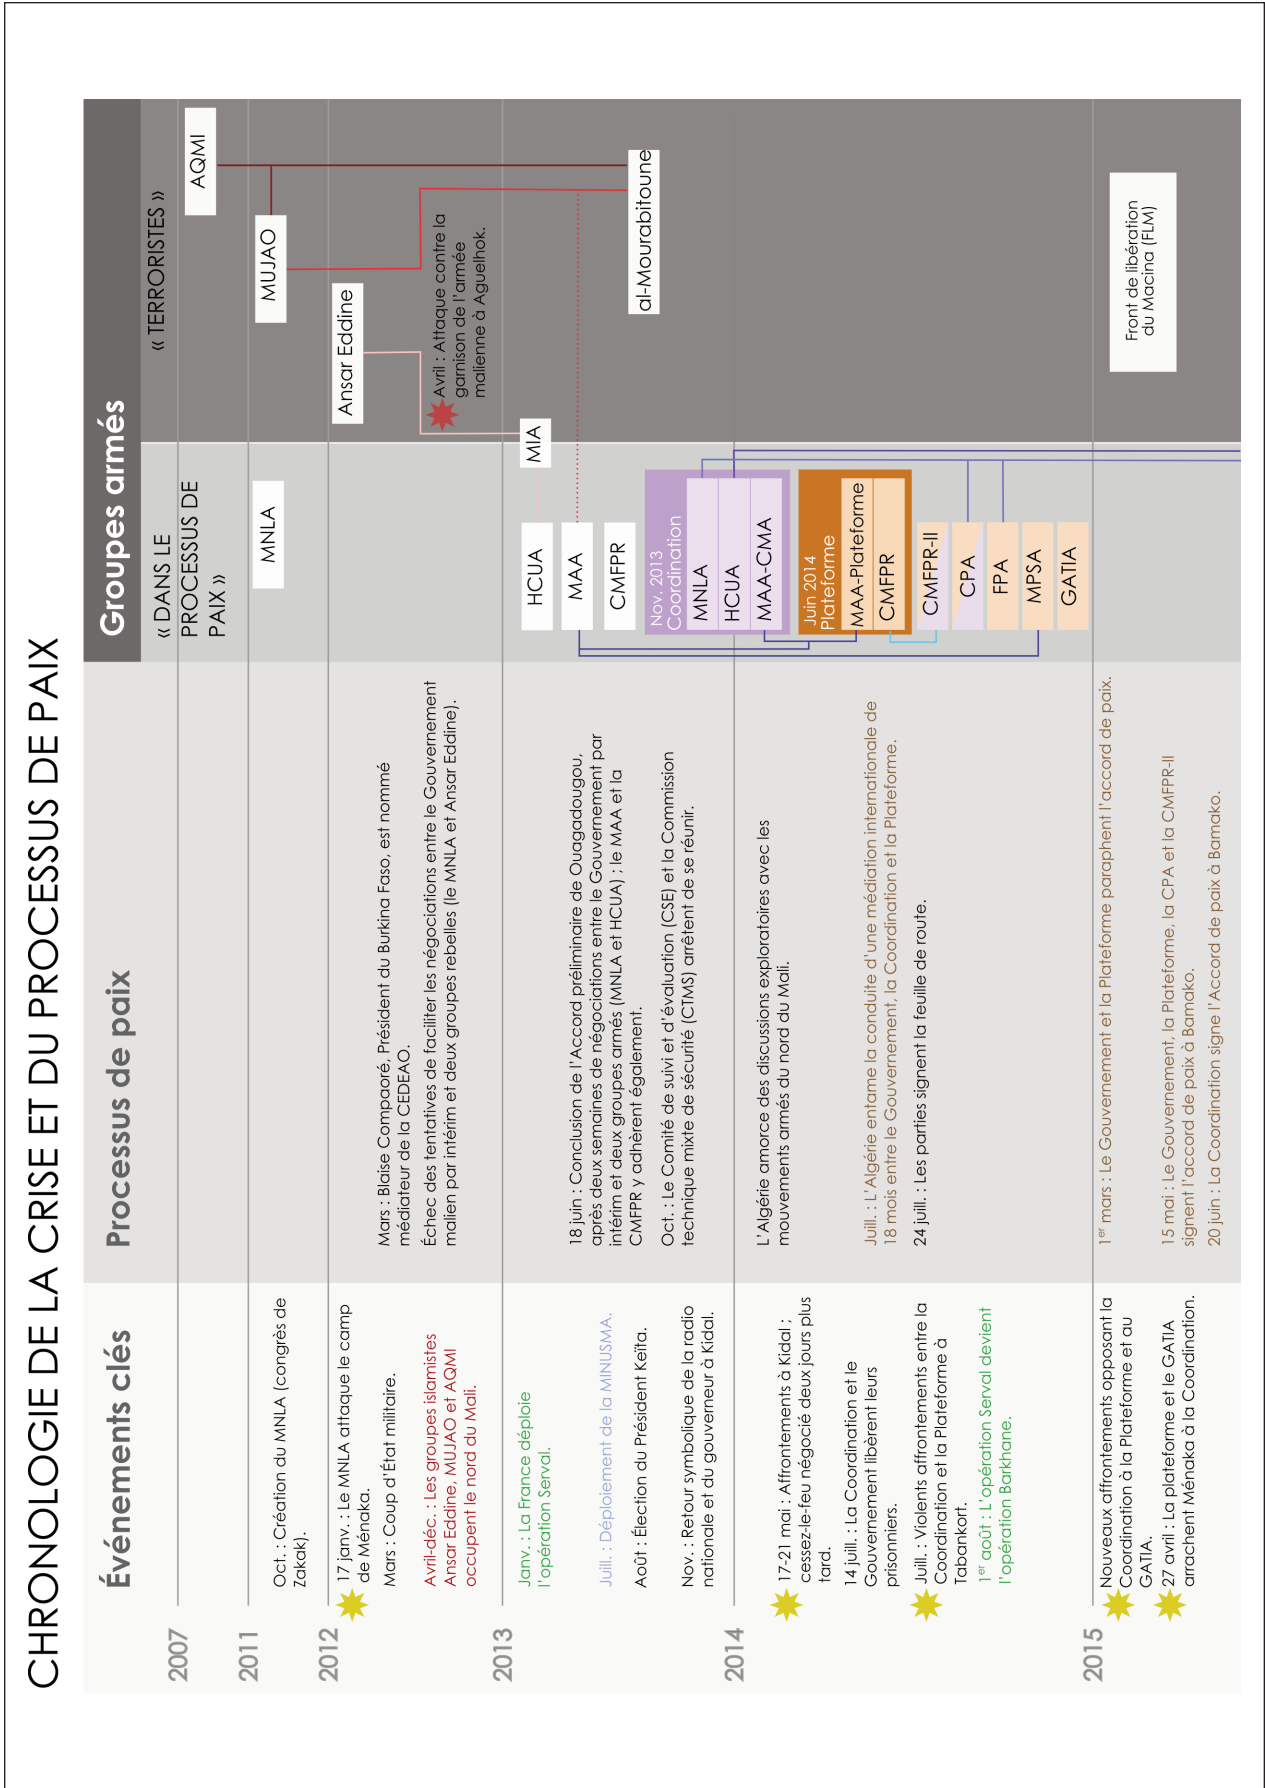 CHRONOLOGIE DE LA CRISE ET DU PROCESSUS DE PAIX
Événements clés
Processus de paix
Groupes armés
« DANS LE
PROCESSUS DE
PAIX »
« TERRORISTES »
2007
AQMI
2011
Oct. : Création du MNLA (congrès de
Zakak).
MNLA
MUJAO
2012
17 janv. : Le MNLA attaque le camp
de Ménaka.
Mars : Coup d'État militaire.
Avril-déc. : Les groupes islamistes
Ansar Eddine, MUJAO et AQMI
occupent le nord du Mali.
Mars : Blaise Compaoré, Président du Burkina Faso, est nommé
médiateur de la CEDEAO.
Échec des tentatives de faciliter les négociations entre le Gouvernement
malien par intérim et deux groupes rebelles (le MNLA et Ansar Eddine).
Ansar Eddine
Avril : Attaque contre la
garnison de l'armée
malienne à Aguelhok.
2013
Janv. : La France déploie
l'opération Serval.
Juill. : Déploiement de la MINUSMA.
Août : Élection du Président Keïta.
Nov. : Retour symbolique de la radio
nationale et du gouverneur à Kidal.
18 juin : Conclusion de l'Accord préliminaire de Ouagadougou,
après deux semaines de négociations entre le Gouvernement par
intérim et deux groupes armés (MNLA et HCUA) ; le MAA et la
CMFPR y adhèrent également.
Oct. : Le Comité de suivi et d'évaluation (CSE) et la Commission
technique mixte de sécurité (CTMS) arrêtent de se réunir.
HCUA
MIA
MAA
CMFPR
al-Mourabitoune
Nov. 2013
Coordination
MNLA
HCUA
MAA-CMA
2014
17-21 mai : Affrontements à Kidal ;
cessez-le-feu négocié deux jours plus
tard.
14 juill. : La Coordination et le
Gouvernement libèrent leurs
prisonniers.
Juill. : Violents affrontements entre la
Coordination et la Plateforme à
Tabankort.
1er août : L'opération Serval devient
l'opération Barkhane.
L'Algérie amorce des discussions exploratoires avec les
mouvements armés du nord du Mali.
Juill. : L'Algérie entame la conduite d'une médiation internationale de
18 mois entre le Gouvernement, la Coordination et la Plateforme.
24 juill. : Les parties signent la feuille de route.
Juin 2014
Plateforme
MAA-Plateforme
CMFPR
CMFPR-II
CPA
FPA
MPSA
GATIA
2015
Nouveaux affrontements opposant la
Coordination à la Plateforme et au
GATIA.
27 avril : La plateforme et le GATIA
arrachent Ménaka à la Coordination.
1er mars : Le Gouvernement et la Plateforme paraphent l'accord de paix.
15 mai : Le Gouvernement, la Plateforme, la CPA et la CMFPR-II
signent l'accord de paix à Bamako.
20 juin : La Coordination signe l'Accord de paix à Bamako.
Front de libération
du Macina (FLM)